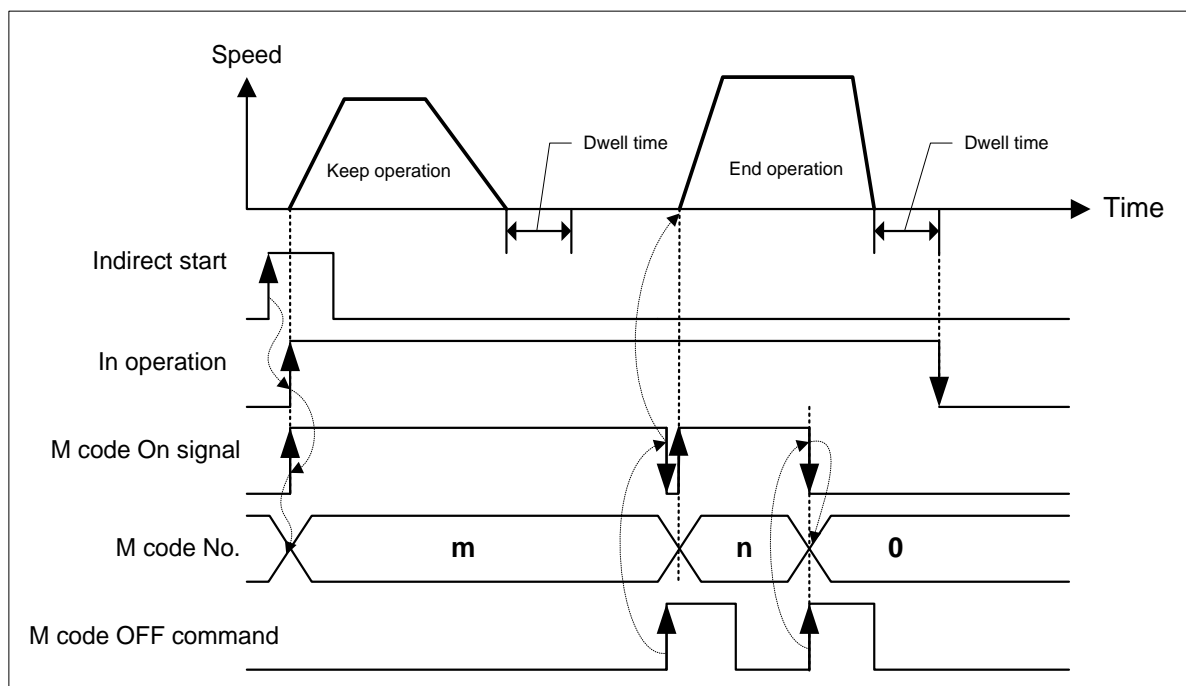 Speed
Dwell time
Dwell time
Keep operation
End operation
Time
Indirect start
In operation
M code On signal
M code No.
m
n
0
M code OFF command